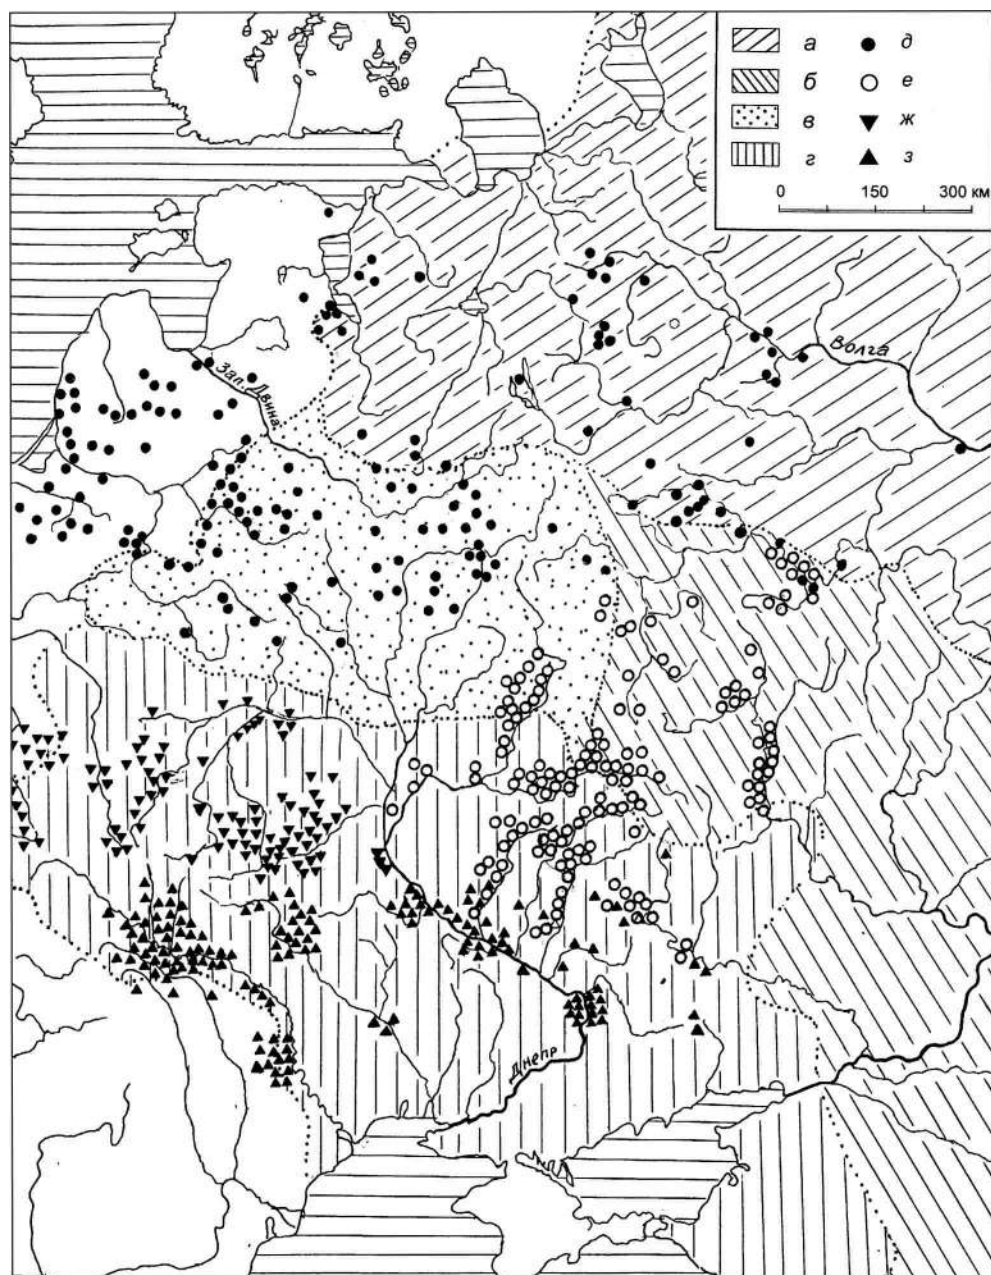 а д
б е
в ж
г з
0 150 300 км
Волга
Зап. Двина
Днепр